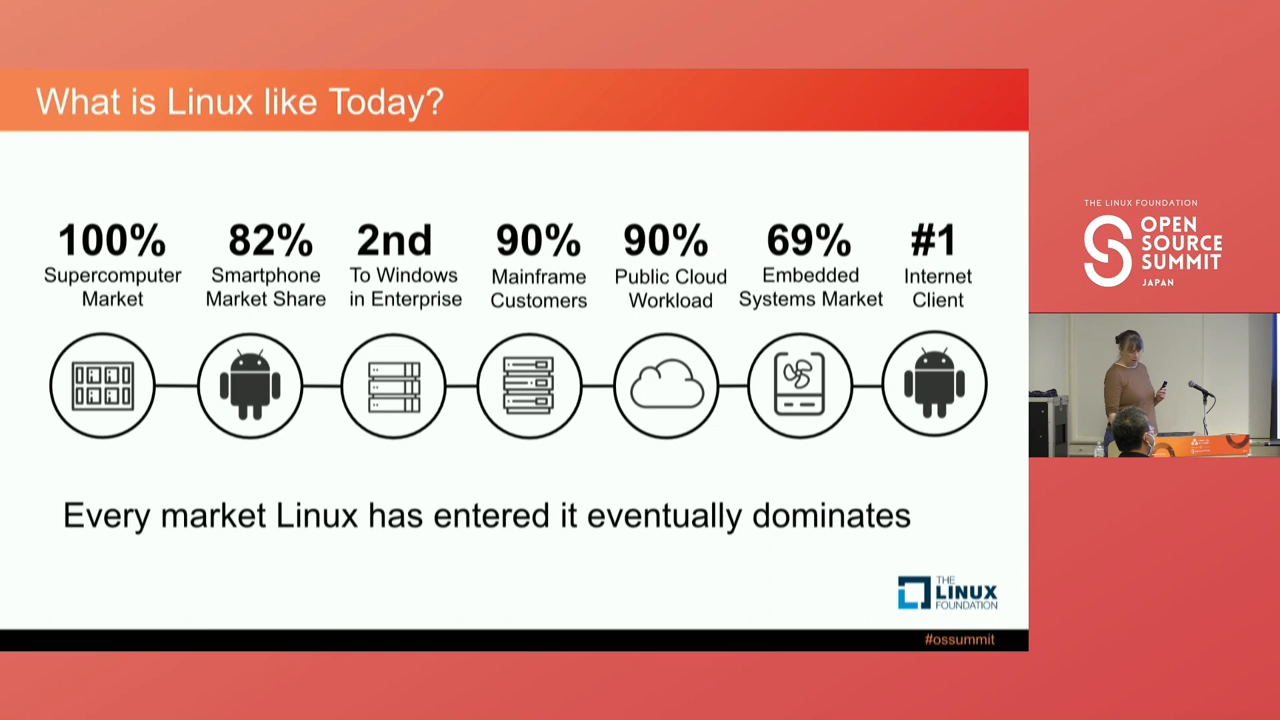 What is Linux like Today?
100%
Supercomputer
Market
82%
Smartphone
Market Share
2nd
To Windows
in Enterprise
90%
Mainframe
Customers
90%
Public Cloud
Workload
69%
Embedded
Systems Market
#1
Internet
Client
Every market Linux has entered it eventually dominates
THE
LINUX
FOUNDATION
#ossummit
THE LINUX FOUNDATION
OPEN
SOURCE
SUMMIT
JAPAN